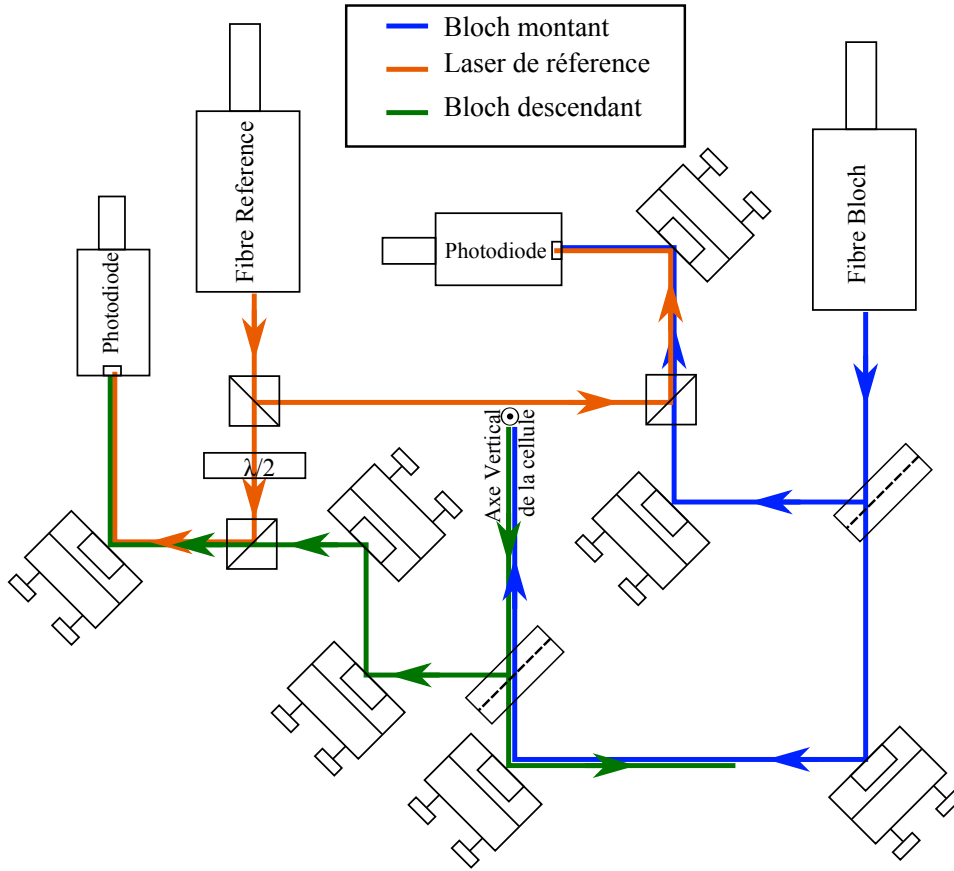 Bloch montant
Laser de réference
Bloch descendant
Fibre Reference
Fibre Bloch
Photodiode
Photodiode
Axe Vertical
de la cellule
λ/2